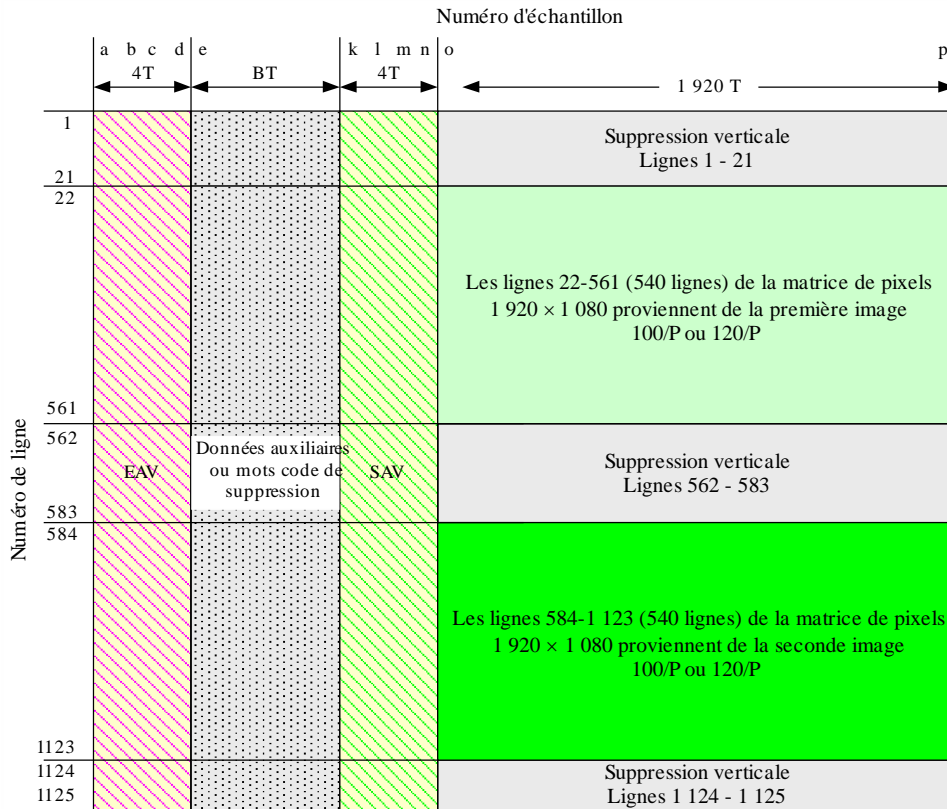 Numéro d'échantillon
a b c d e k l m n o p
4T BT 4T 1 920 T
1
21
22
561
562
583
584
1123
1124
1125
Numéro de ligne
EAV
Données auxiliaires
ou mots code de
suppression
SAV
Suppression verticale
Lignes 1 - 21
Les lignes 22-561 (540 lignes) de la matrice de pixels
1 920 × 1 080 proviennent de la première image
100/P ou 120/P
Suppression verticale
Lignes 562 - 583
Les lignes 584-1 123 (540 lignes) de la matrice de pixels
1 920 × 1 080 proviennent de la seconde image
100/P ou 120/P
Suppression verticale
Lignes 1 124 - 1 125